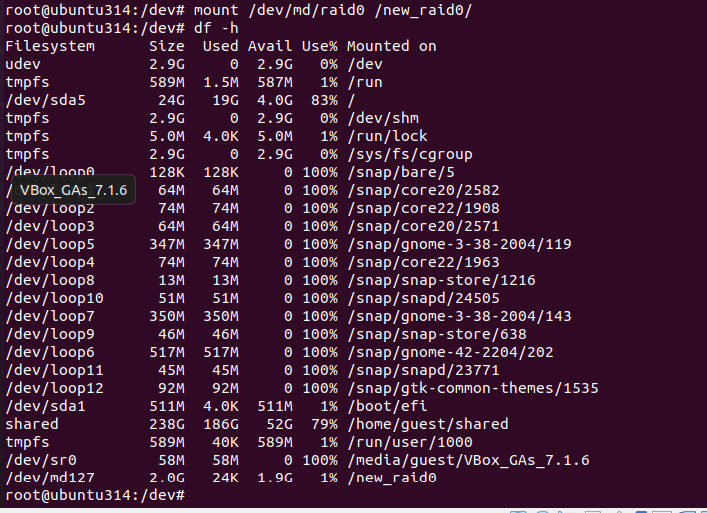 root@ubuntu314:/dev# mount /dev/md/raid0 /new_raid0/
root@ubuntu314:/dev# df -h
Filesystem      Size  Used Avail Use% Mounted on
udev            2.9G     0  2.9G   0% /dev
tmpfs           589M  1.5M  587M   1% /run
/dev/sda5        24G   19G  4.0G  83% /
tmpfs           2.9G     0  2.9G   0% /dev/shm
tmpfs           5.0M  4.0K  5.0M   1% /run/lock
tmpfs           2.9G     0  2.9G   0% /sys/fs/cgroup
/dev/loop0      128K  128K     0 100% /snap/bare/5
/ VBox_GAs_7.1.6 64M   64M     0 100% /snap/core20/2582
/dev/loop2       74M   74M     0 100% /snap/core22/1908
/dev/loop3       64M   64M     0 100% /snap/core20/2571
/dev/loop5      347M  347M     0 100% /snap/gnome-3-38-2004/119
/dev/loop4       74M   74M     0 100% /snap/core22/1963
/dev/loop8       13M   13M     0 100% /snap/snap-store/1216
/dev/loop10      51M   51M     0 100% /snap/snapd/24505
/dev/loop7      350M  350M     0 100% /snap/gnome-3-38-2004/143
/dev/loop9       46M   46M     0 100% /snap/snap-store/638
/dev/loop6      517M  517M     0 100% /snap/gnome-42-2204/202
/dev/loop11      45M   45M     0 100% /snap/snapd/23771
/dev/loop12      92M   92M     0 100% /snap/gtk-common-themes/1535
/dev/sda1       511M  4.0K  511M   1% /boot/efi
shared          238G  186G   52G  79% /home/guest/shared
tmpfs           589M   40K  589M   1% /run/user/1000
/dev/sr0         58M   58M     0 100% /media/guest/VBox_GAs_7.1.6
/dev/md127      2.0G   24K  1.9G   1% /new_raid0
root@ubuntu314:/dev#